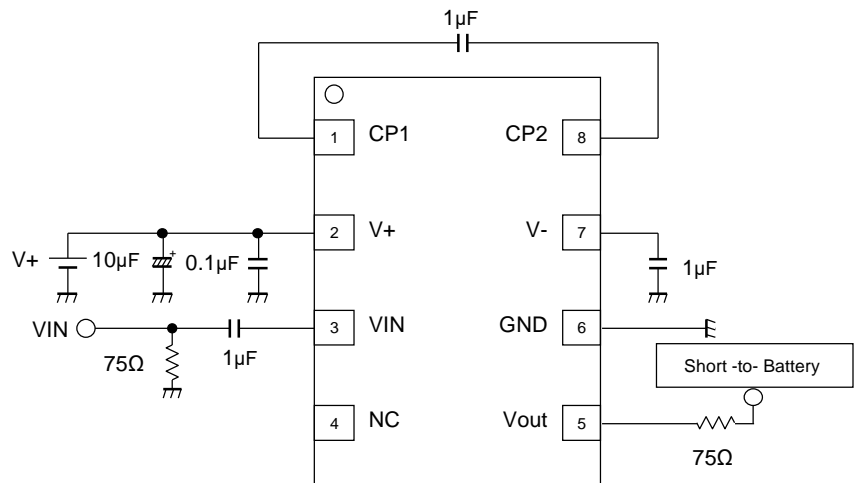 1µF
1 CP1 CP2 8
2 V+ V- 7
V+ 10µF + 0.1µF 1µF
VIN 3 VIN GND 6
75Ω 1µF
Short -to- Battery
4 NC Vout 5
75Ω